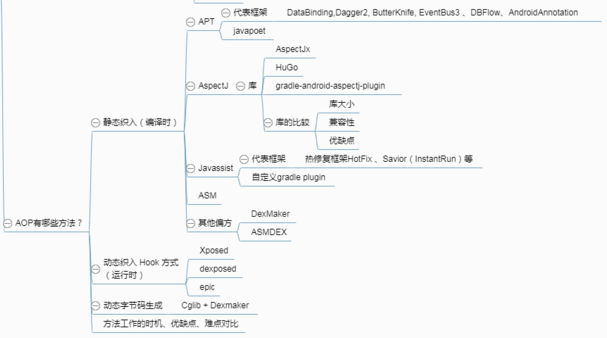 APT
代表框架
DataBinding,Dagger2, ButterKnife, EventBus3 、DBFlow、AndroidAnnotation
javapoet
AspectJ
库
AspectJx
HuGo
gradle-android-aspectj-plugin
库的比较
库大小
兼容性
优缺点
静态织入（编译时）
Javassist
代表框架
热修复框架HotFix 、Savior（InstantRun）等
自定义gradle plugin
ASM
其他偏方
DexMaker
ASMDEX
AOP有哪些方法？
动态织入 Hook 方式
（运行时）
Xposed
dexposed
epic
动态字节码生成
Cglib + Dexmaker
方法工作的时机、优缺点、难点对比